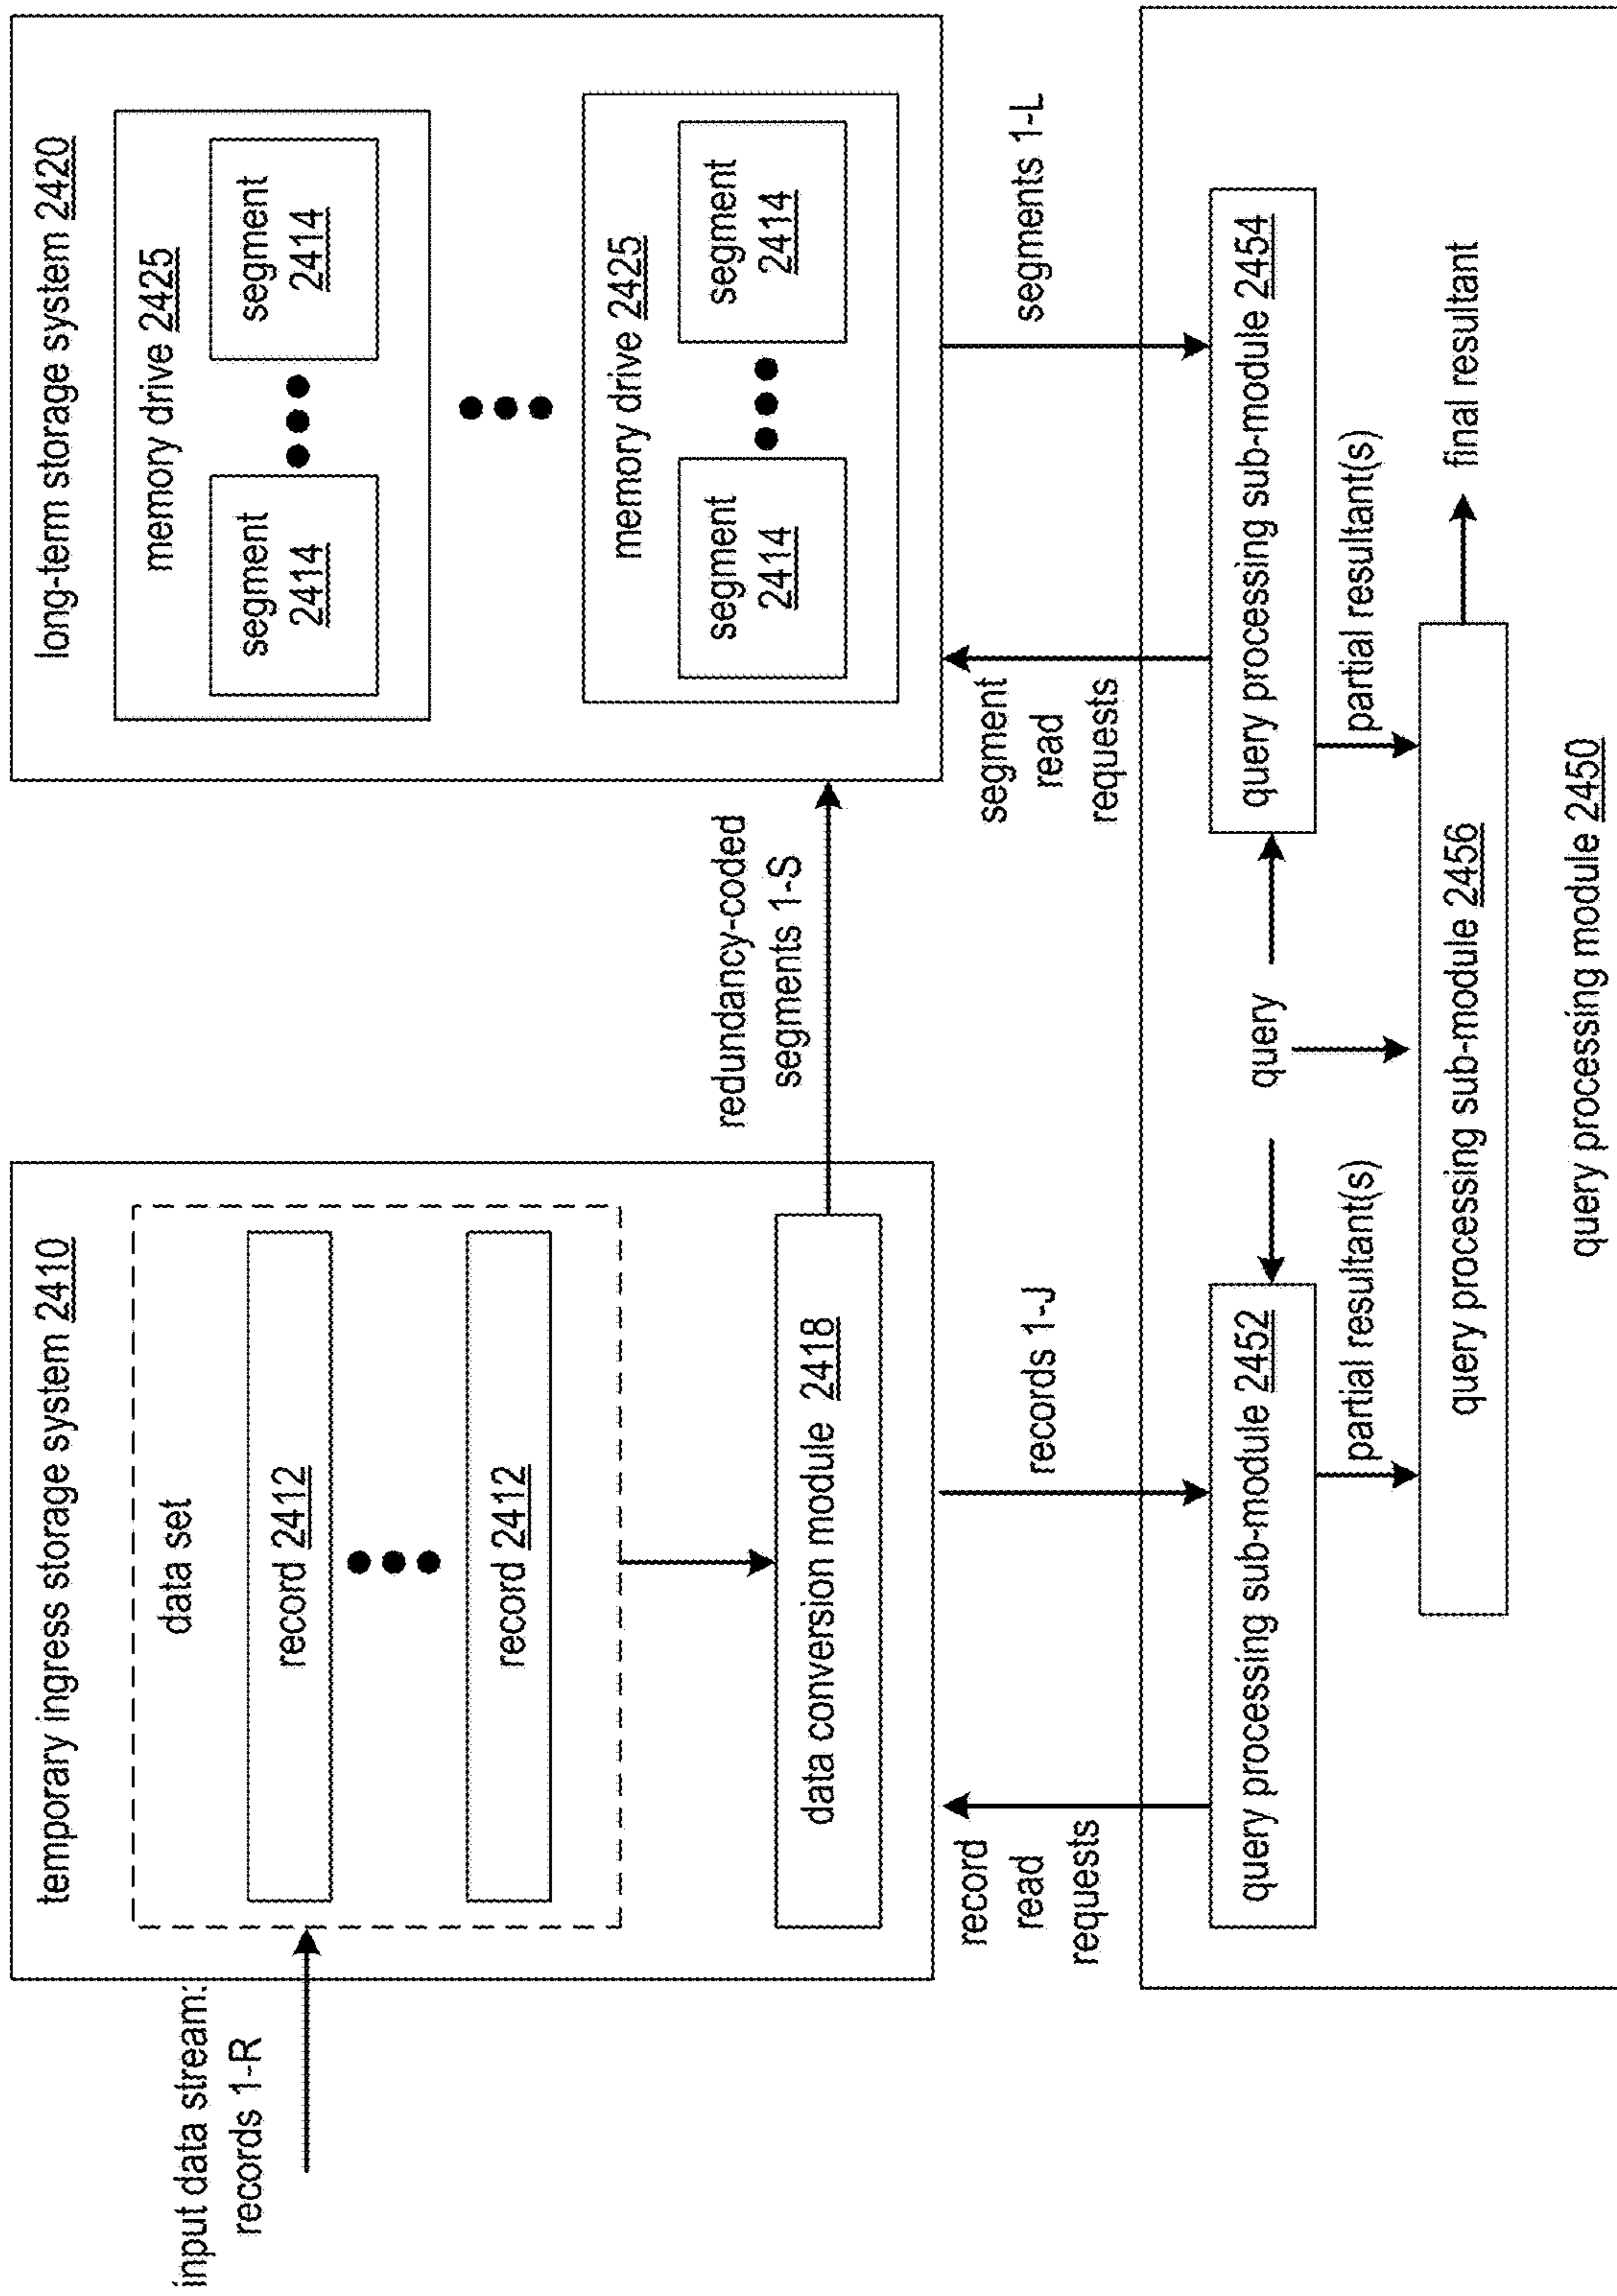 input data stream:
records 1-R
temporary ingress storage system 2410
data set
record 2412
record 2412
data conversion module 2418
redundancy-coded
segments 1-S
long-term storage system 2420
memory drive 2425
segment
2414
segment
2414
memory drive 2425
segment
2414
segment
2414
record
read
requests
records 1-J
segment
read
requests
segments 1-L
query processing sub-module 2452
query
query processing sub-module 2454
partial resultant(s)
partial resultant(s)
query processing sub-module 2456
final resultant
query processing module 2450